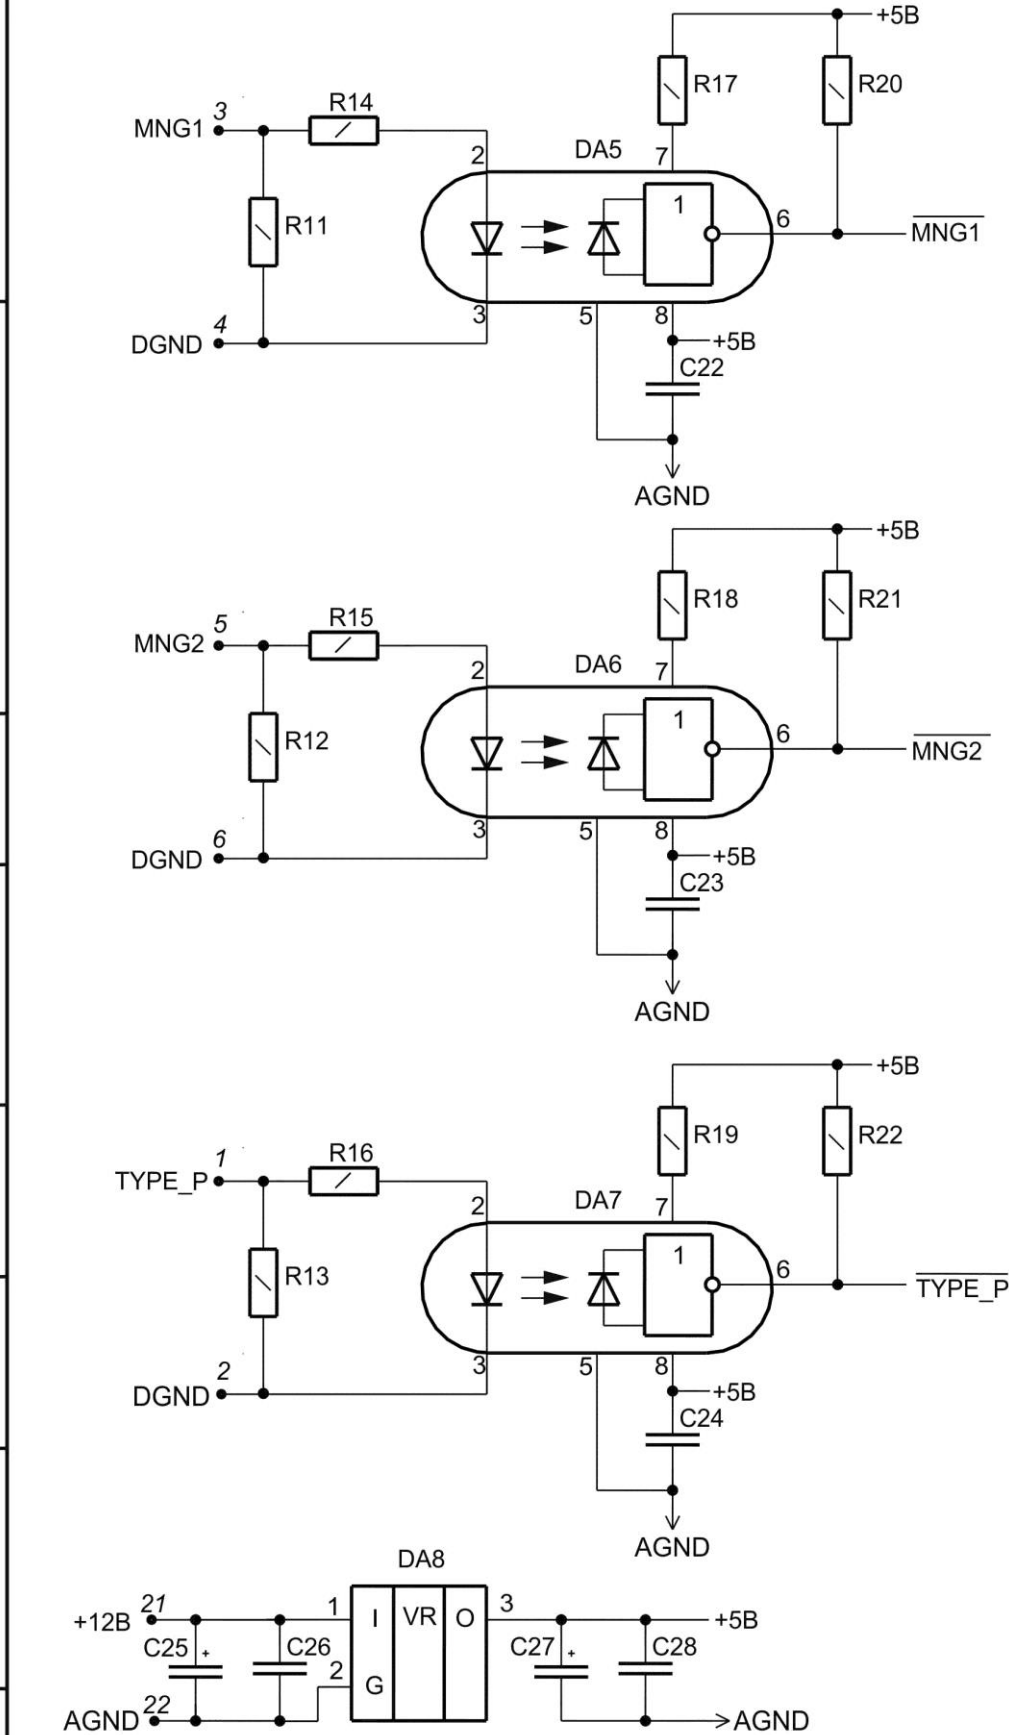 +5В
R17
R20
3
MNG1
R14
2
DA5
7
R11
1
6
MNG1
4
DGND
3
5
8
+5В
C22
AGND
+5В
R18
R21
5
MNG2
R15
2
DA6
7
R12
1
6
MNG2
6
DGND
3
5
8
+5В
C23
AGND
+5В
R19
R22
1
TYPE_P
R16
2
DA7
7
R13
1
6
TYPE_P
2
DGND
3
5
8
+5В
C24
AGND
DA8
+12В
21
1
I
VR
O
3
+5В
C25
+
C26
2
G
C27
+
C28
AGND
22
AGND